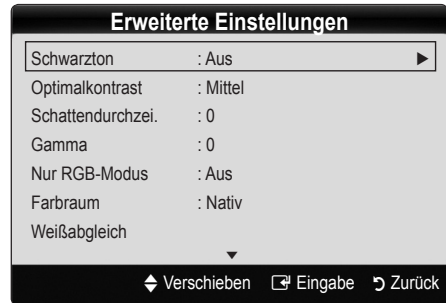 Erweiterte Einstellungen
Schwarzton : Aus
Optimalkontrast : Mittel
Schattendurchzei. : 0
Gamma : 0
Nur RGB-Modus : Aus
Farbraum : Nativ
Weißabgleich
Verschieben Eingabe Zurück